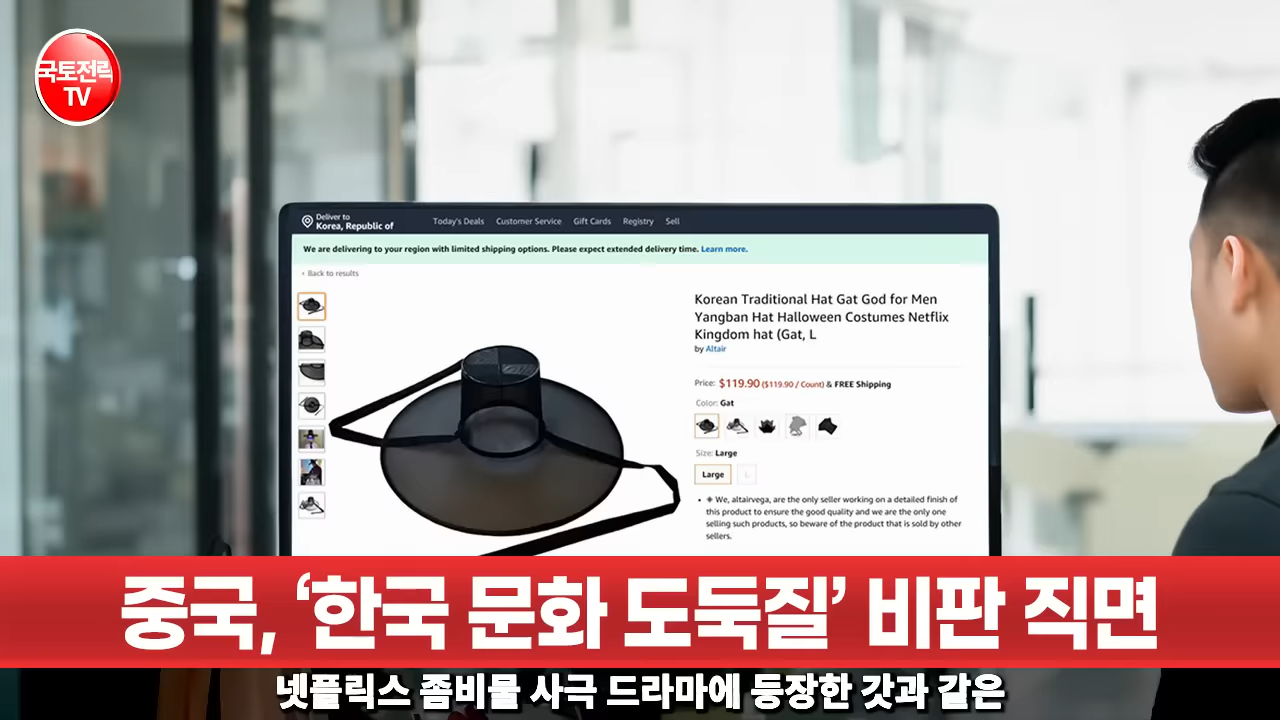 국토전략
TV
Deliver to
Korea, Republic of
Today's Deals Customer Service Gift Cards Registry Sell
We are delivering to your region with limited shipping options. Please expect extended delivery time. Learn more.
‹ Back to results
Korean Traditional Hat Gat God for Men
Yangban Hat Halloween Costumes Netflix
Kingdom hat (Gat, L
by Altair
Price: $119.90 ($119.90 / Count) & FREE Shipping
Color: Gat
Size: Large
Large L
• ◈ We, altairvega, are the only seller working on a detailed finish of
this product to ensure the good quality and we are the only one
selling such products, so beware of the product that is sold by other
sellers.
중국, ‘한국 문화 도둑질’ 비판 직면
넷플릭스 좀비물 사극 드라마에 등장한 갓과 같은